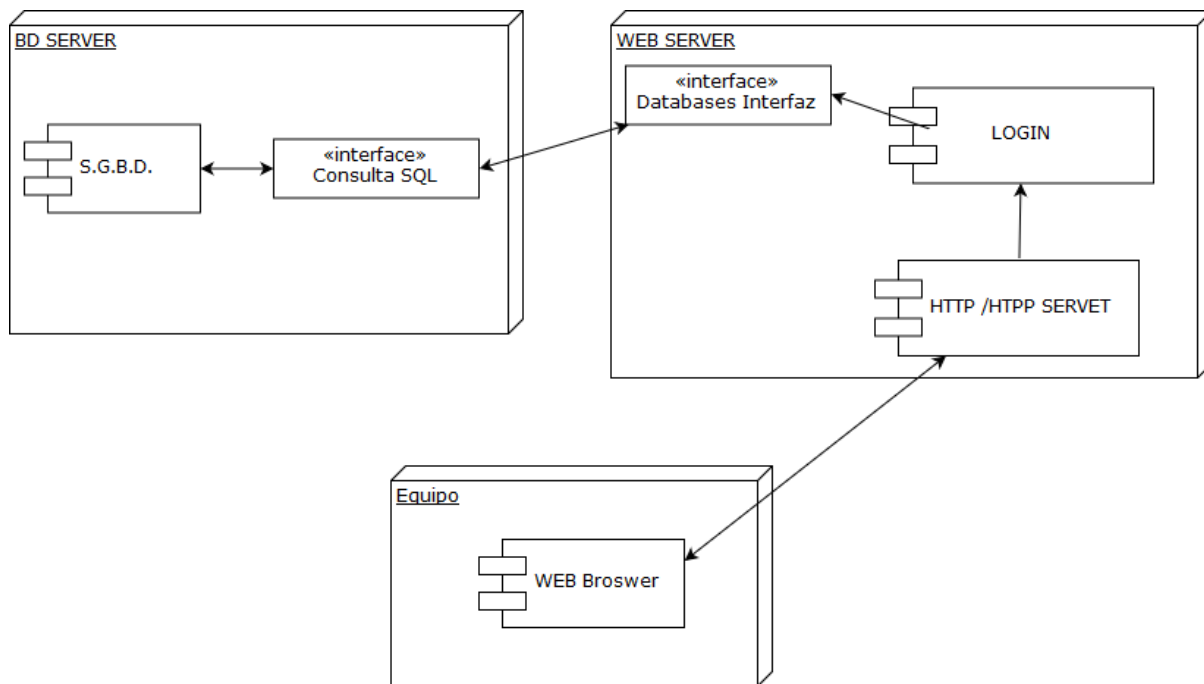 BD SERVER
S.G.B.D.
«interface»
Consulta SQL
WEB SERVER
«interface»
Databases Interfaz
LOGIN
HTTP /HTPP SERVET
Equipo
WEB Broswer